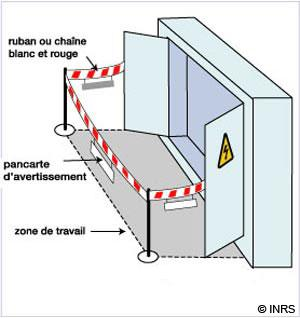 ruban ou chaîne
blanc et rouge
pancarte
d'avertissement
zone de travail
© INRS